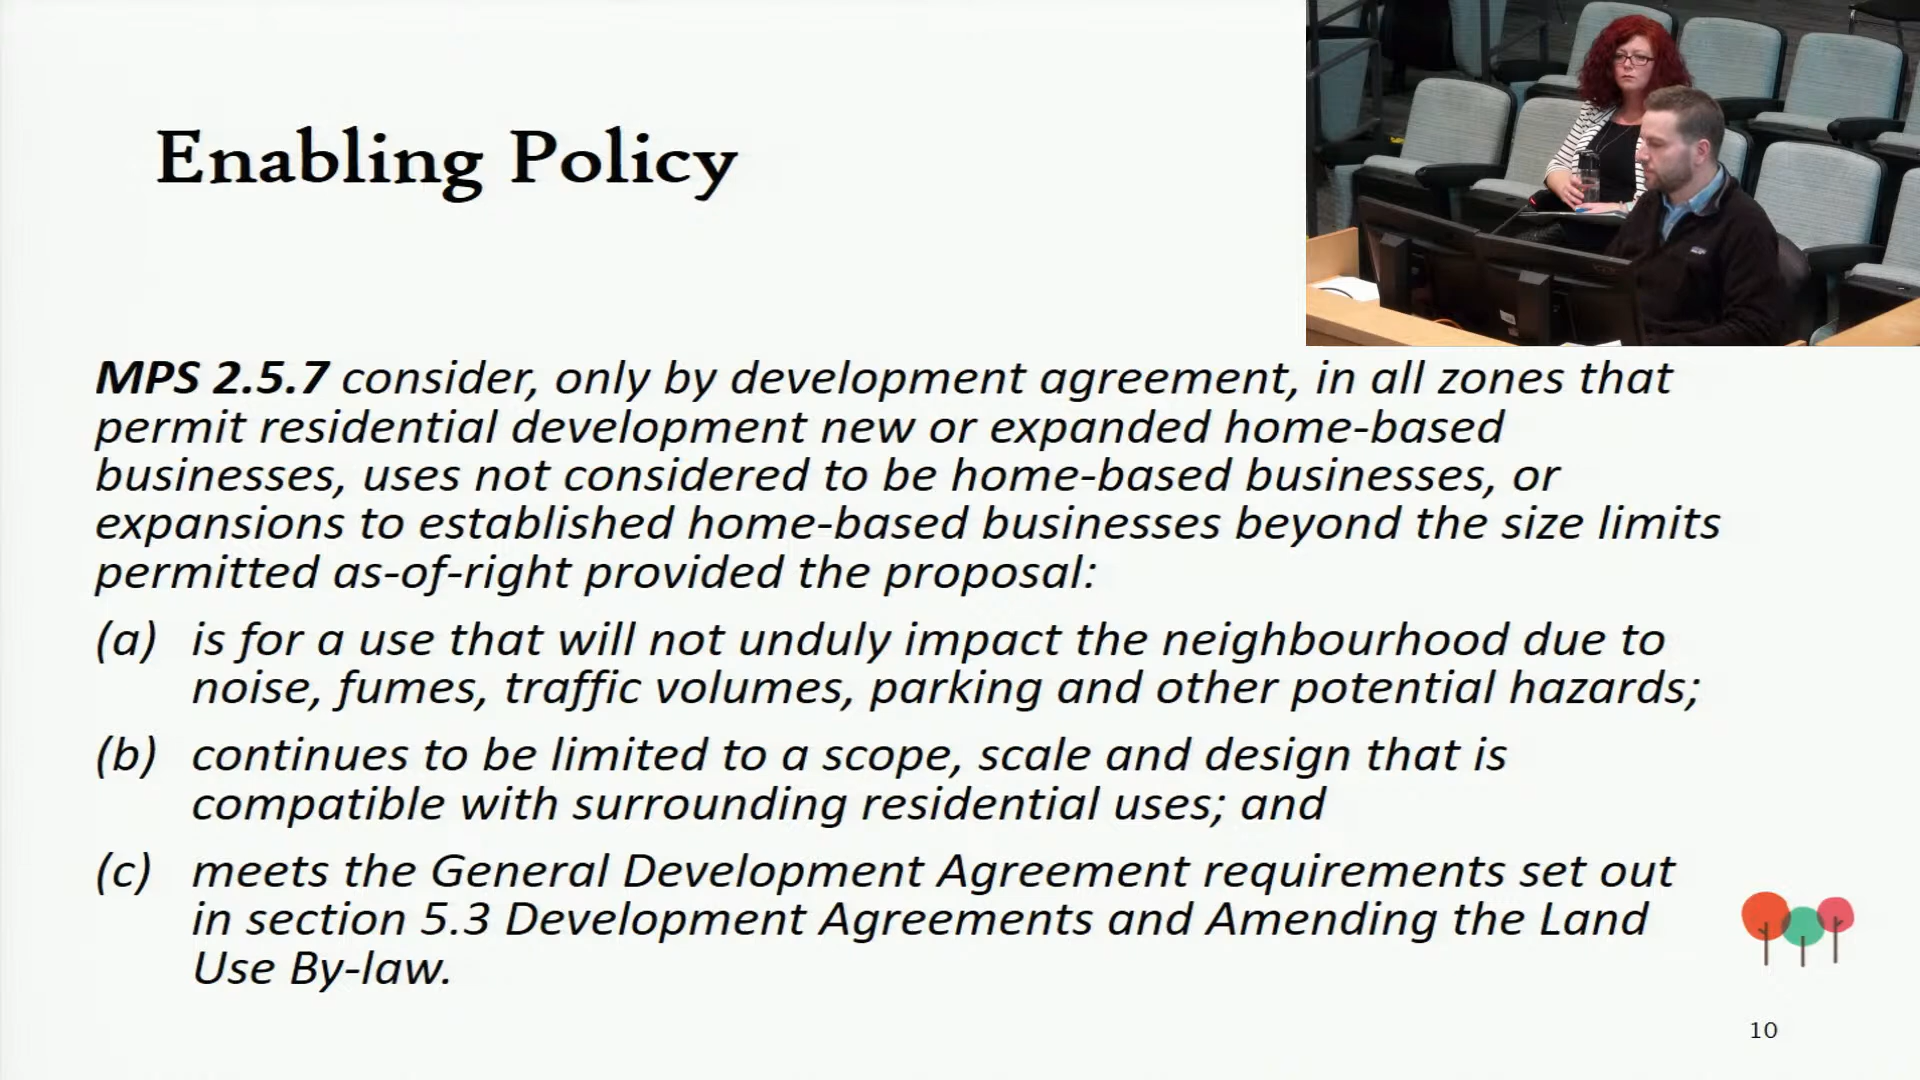 Enabling Policy
MPS 2.5.7 consider, only by development agreement, in all zones that
permit residential development new or expanded home-based
businesses, uses not considered to be home-based businesses, or
expansions to established home-based businesses beyond the size limits
permitted as-of-right provided the proposal:
(a) is for a use that will not unduly impact the neighbourhood due to
noise, fumes, traffic volumes, parking and other potential hazards;
(b) continues to be limited to a scope, scale and design that is
compatible with surrounding residential uses; and
(c) meets the General Development Agreement requirements set out
in section 5.3 Development Agreements and Amending the Land
Use By-law.
10